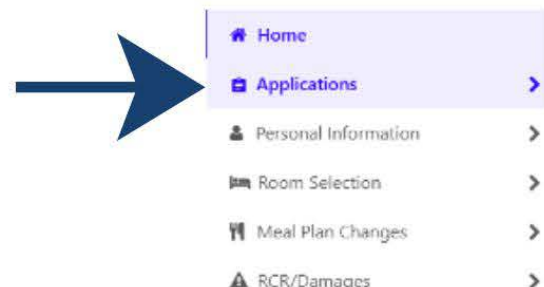 Home
Applications
Personal Information
Room Selection
Meal Plan Changes
RCR/Damages